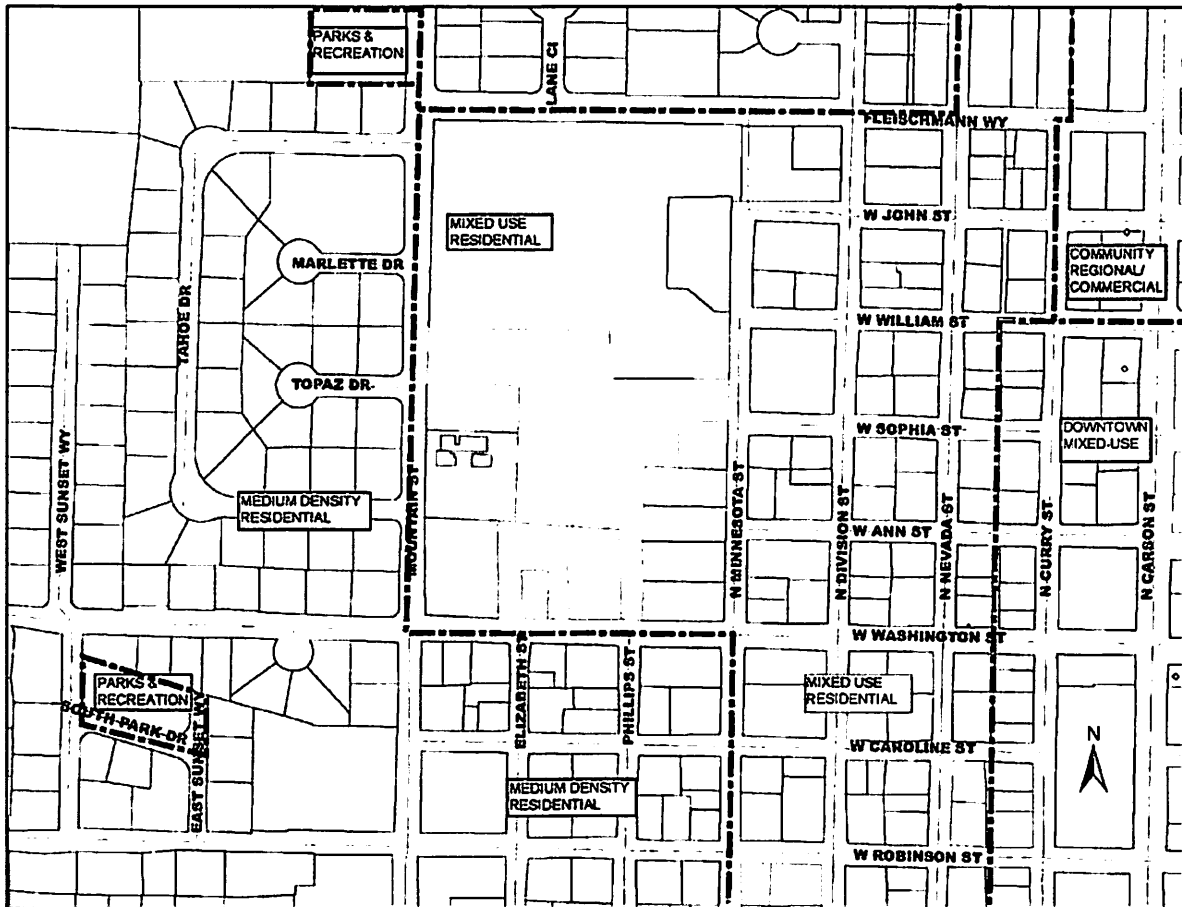 PARKS &
RECREATION
LANE CI
FLEISCHMANN WY
W JOHN ST
MIXED USE
RESIDENTIAL
MARLETTE DR
COMMUNITY
REGIONAL/
COMMERCIAL
W WILLIAM ST
TAHOE DR
TOPAZ DR
W SOPHIA ST
DOWNTOWN
MIXED-USE
WEST SUNSET WY
MEDIUM DENSITY
RESIDENTIAL
MOUNTAIN ST
N MINNESOTA ST
N DIVISION ST
N NEVADA ST
N CURRY ST
N CARSON ST
W ANN ST
W WASHINGTON ST
ELIZABETH ST
PHILLIPS ST
PARKS &
RECREATION
SOUTH PARK DR
EAST SUNSET WY
MIXED USE
RESIDENTIAL
W CAROLINE ST
N
MEDIUM DENSITY
RESIDENTIAL
W ROBINSON ST